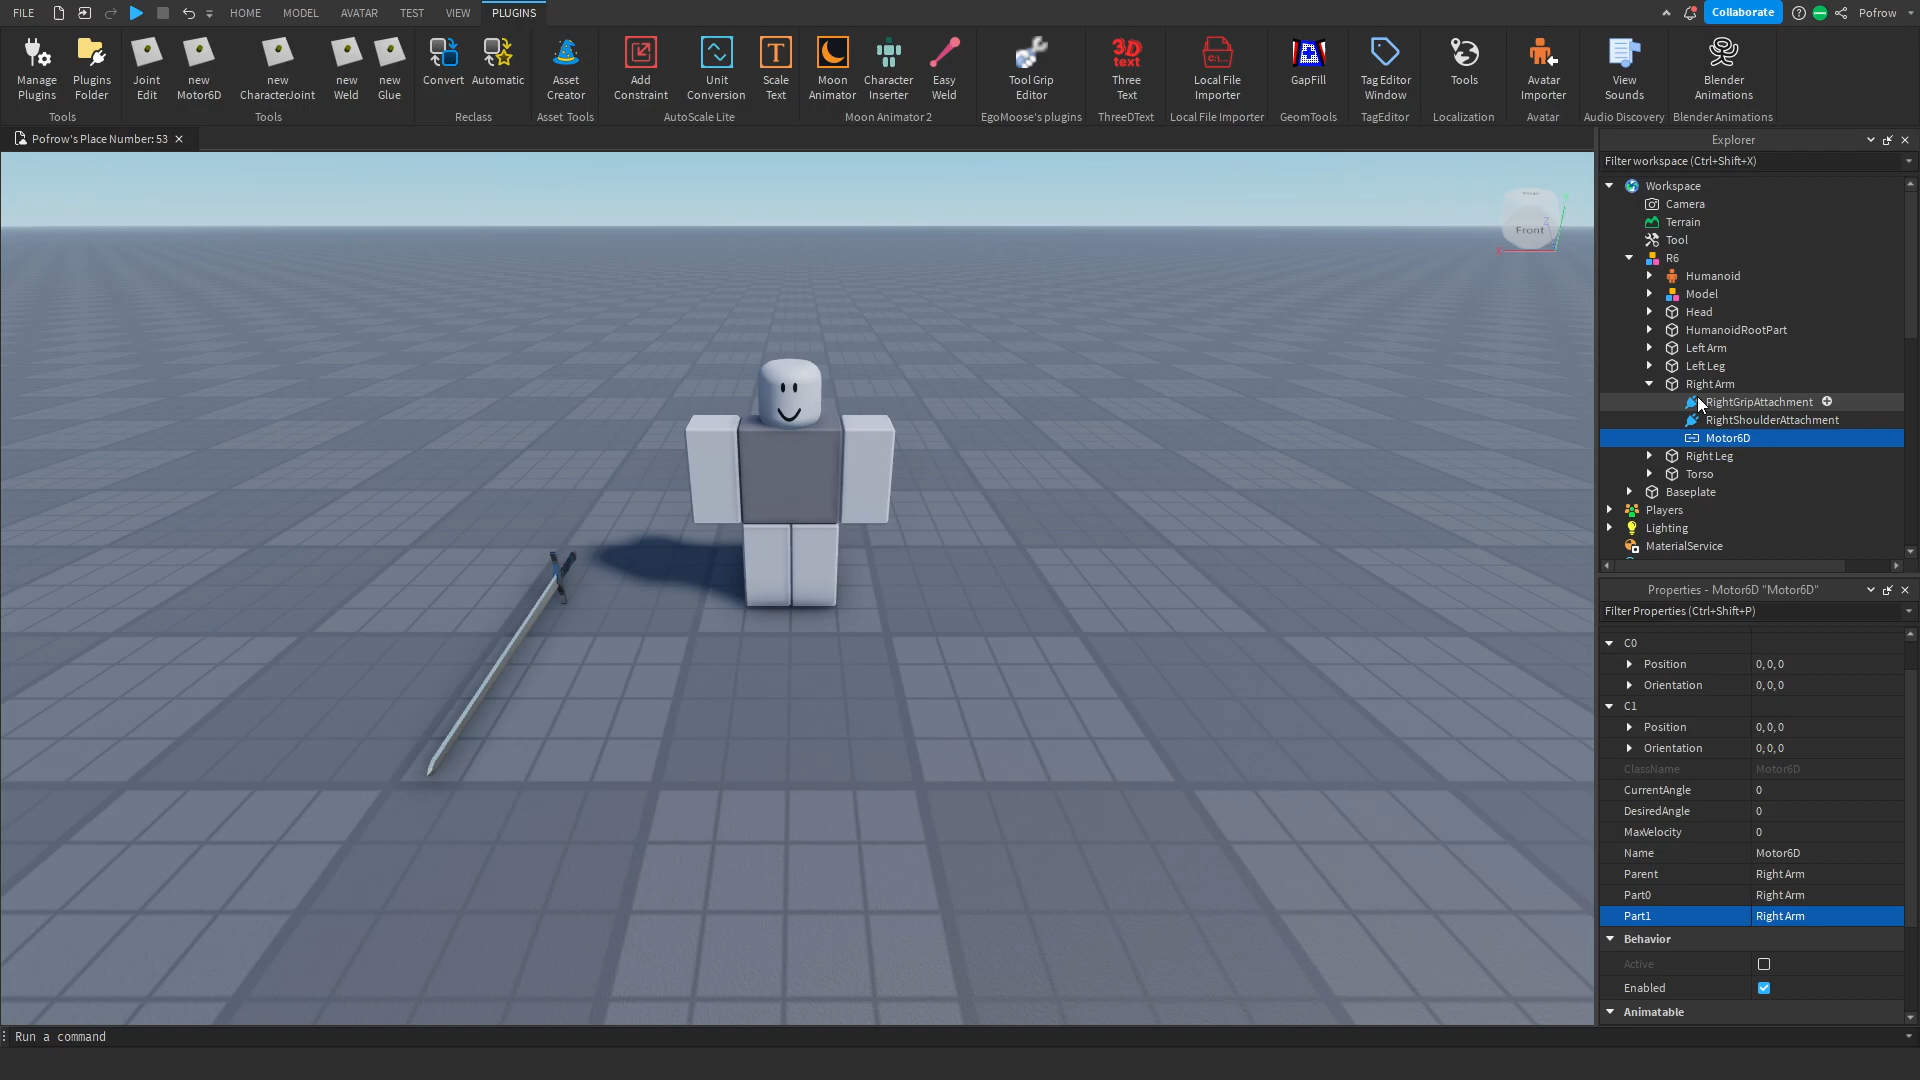 FILE HOME MODEL AVATAR TEST VIEW PLUGINS Collaborate Pofrow
Manage Plugins
Plugins Folder
Joint Edit
new Motor6D
new CharacterJoint
new Weld
new Glue
Convert
Automatic
Asset Creator
Add Constraint
Unit Conversion
Scale Text
Moon Animator
Character Inserter
Easy Weld
Tool Grip Editor
3D text
Three Text
C:\...
Local File Importer
GapFill
Tag Editor Window
Tools
Avatar Importer
View Sounds
Blender Animations
Tools Tools Reclass Asset Tools AutoScale Lite Moon Animator 2 EgoMoose's plugins ThreeDText Local File Importer GeomTools TagEditor Localization Avatar Audio Discovery Blender Animations
Pofrow's Place Number: 53
Front
Explorer
Filter workspace (Ctrl+Shift+X)
Workspace
Camera
Terrain
Tool
R6
Humanoid
Model
Head
HumanoidRootPart
Left Arm
Left Leg
Right Arm
RightGripAttachment
RightShoulderAttachment
Motor6D
Right Leg
Torso
Baseplate
Players
Lighting
MaterialService
Properties - Motor6D "Motor6D"
Filter Properties (Ctrl+Shift+P)
C0
Position 0, 0, 0
Orientation 0, 0, 0
C1
Position 0, 0, 0
Orientation 0, 0, 0
ClassName Motor6D
CurrentAngle 0
DesiredAngle 0
MaxVelocity 0
Name Motor6D
Parent Right Arm
Part0 Right Arm
Part1 Right Arm
Behavior
Active
Enabled
Animatable
Run a command